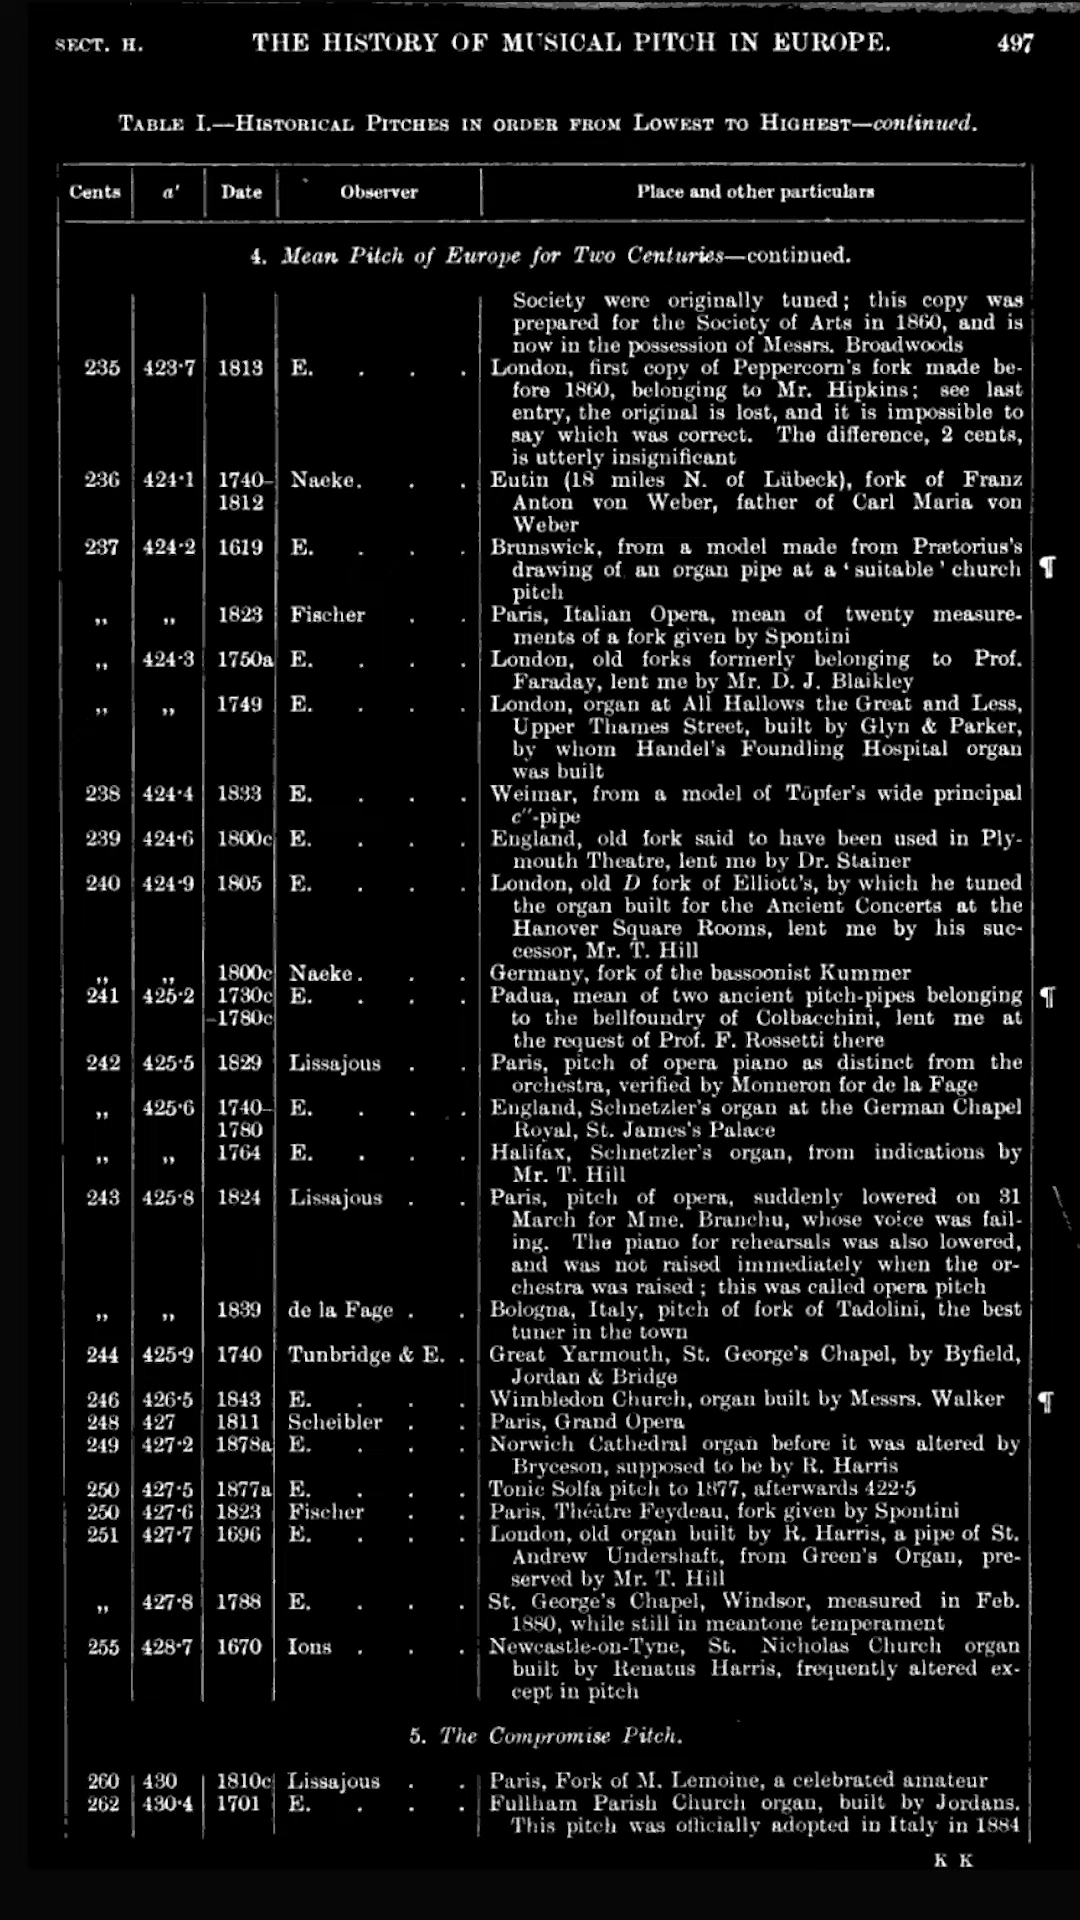 SECT. H. THE HISTORY OF MUSICAL PITCH IN EUROPE. 497
TABLE I.—HISTORICAL PITCHES IN ORDER FROM LOWEST TO HIGHEST—continued.
Cents a' Date Observer Place and other particulars
4. Mean Pitch of Europe for Two Centuries—continued.
Society were originally tuned; this copy was
prepared for the Society of Arts in 1860, and is
now in the possession of Messrs. Broadwoods
235 423·7 1813 E. . . . London, first copy of Peppercorn's fork made be-
fore 1860, belonging to Mr. Hipkins; see last
entry, the original is lost, and it is impossible to
say which was correct. The difference, 2 cents,
is utterly insignificant
236 424·1 1740- Naeke. . . Eutin (18 miles N. of Lübeck), fork of Franz
1812 Anton von Weber, father of Carl Maria von
Weber
237 424·2 1619 E. . . . Brunswick, from a model made from Prætorius's
drawing of an organ pipe at a 'suitable' church ¶
pitch
,, ,, 1823 Fischer . . Paris, Italian Opera, mean of twenty measure-
ments of a fork given by Spontini
,, 424·3 1750a E. . . . London, old forks formerly belonging to Prof.
Faraday, lent me by Mr. D. J. Blaikley
,, ,, 1749 E. . . . London, organ at All Hallows the Great and Less,
Upper Thames Street, built by Glyn & Parker,
by whom Handel's Foundling Hospital organ
was built
238 424·4 1833 E. . . . Weimar, from a model of Töpfer's wide principal
c''-pipe
239 424·6 1800c E. . . . England, old fork said to have been used in Ply-
mouth Theatre, lent me by Dr. Stainer
240 424·9 1805 E. . . . London, old D fork of Elliott's, by which he tuned
the organ built for the Ancient Concerts at the
Hanover Square Rooms, lent me by his suc-
cessor, Mr. T. Hill
,, ,, 1800c Naeke. . . Germany, fork of the bassoonist Kummer
241 425·2 1730c E. . . . Padua, mean of two ancient pitch-pipes belonging ¶
-1780c to the bellfoundry of Colbacchini, lent me at
the request of Prof. F. Rossetti there
242 425·5 1829 Lissajous . . Paris, pitch of opera piano as distinct from the
orchestra, verified by Monneron for de la Fage
,, 425·6 1740- E. . . . England, Schnetzler's organ at the German Chapel
1780 Royal, St. James's Palace
,, ,, 1764 E. . . . Halifax, Schnetzler's organ, from indications by
Mr. T. Hill
243 425·8 1824 Lissajous . . Paris, pitch of opera, suddenly lowered on 31
March for Mme. Branchu, whose voice was fail-
ing. The piano for rehearsals was also lowered,
and was not raised immediately when the or-
chestra was raised; this was called opera pitch
,, ,, 1839 de la Fage . . Bologna, Italy, pitch of fork of Tadolini, the best
tuner in the town
244 425·9 1740 Tunbridge & E. . Great Yarmouth, St. George's Chapel, by Byfield,
Jordan & Bridge
246 426·5 1843 E. . . . Wimbledon Church, organ built by Messrs. Walker ¶
248 427 1811 Scheibler . . Paris, Grand Opera
249 427·2 1878a E. . . . Norwich Cathedral organ before it was altered by
Bryceson, supposed to be by R. Harris
250 427·5 1877a E. . . . Tonic Solfa pitch to 1877, afterwards 422·5
250 427·6 1823 Fischer . . Paris, Théâtre Feydeau, fork given by Spontini
251 427·7 1696 E. . . . London, old organ built by R. Harris, a pipe of St.
Andrew Undershaft, from Green's Organ, pre-
served by Mr. T. Hill
,, 427·8 1788 E. . . . St. George's Chapel, Windsor, measured in Feb.
1880, while still in meantone temperament
255 428·7 1670 Ions . . . Newcastle-on-Tyne, St. Nicholas Church organ
built by Renatus Harris, frequently altered ex-
cept in pitch
5. The Compromise Pitch.
260 430 1810c Lissajous . . Paris, Fork of M. Lemoine, a celebrated amateur
262 430·4 1701 E. . . . Fullham Parish Church organ, built by Jordans.
This pitch was officially adopted in Italy in 1884
K K